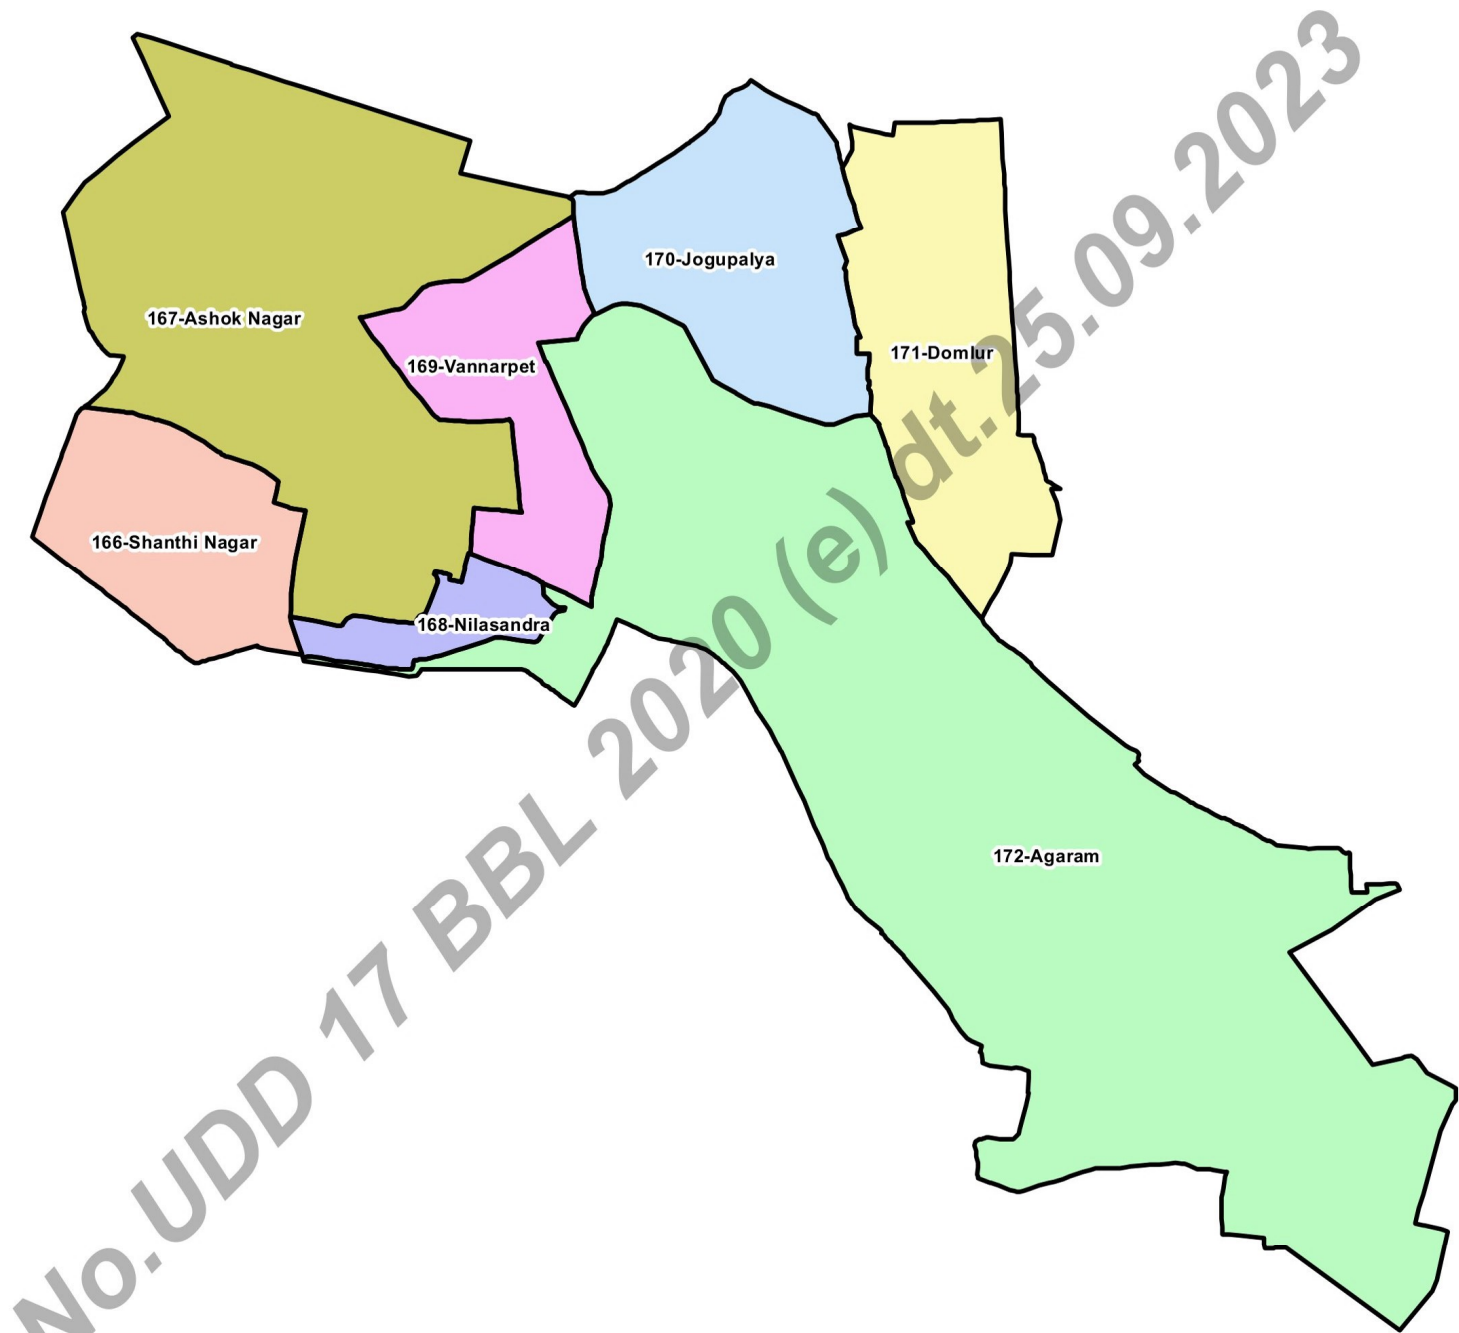 170-Jogupalya
167-Ashok Nagar
171-Domlur
169-Vannarpet
166-Shanthi Nagar
168-Nilasandra
172-Agaram
No.UDD 17 BBL 2020 (e) dt.25.09.2023